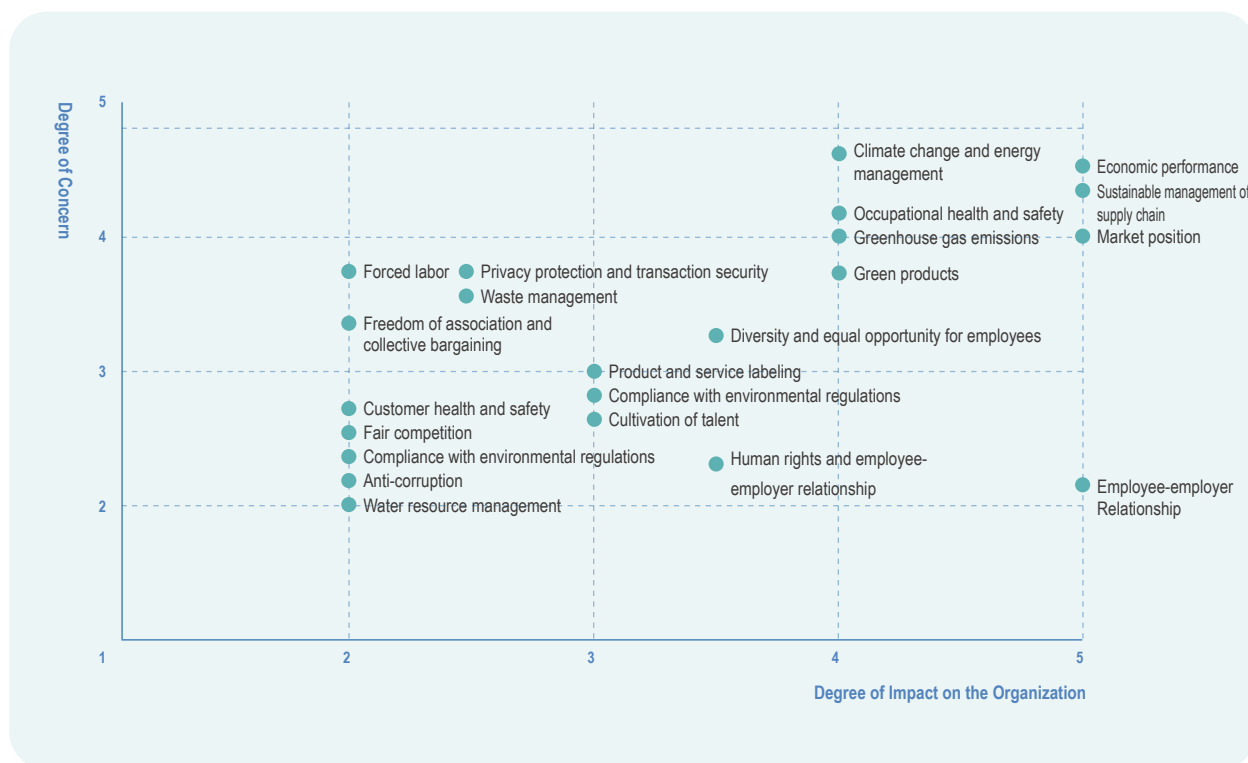 Degree of Concern
5
4
3
2
1
Climate change and energy
management
Economic performance
Sustainable management of
supply chain
Occupational health and safety
Greenhouse gas emissions
Market position
Forced labor
Privacy protection and transaction security
Green products
Waste management
Freedom of association and
collective bargaining
Diversity and equal opportunity for employees
Product and service labeling
Compliance with environmental regulations
Cultivation of talent
Customer health and safety
Fair competition
Compliance with environmental regulations
Anti-corruption
Water resource management
Human rights and employee-
employer relationship
Employee-employer
Relationship
2
3
4
5
Degree of Impact on the Organization